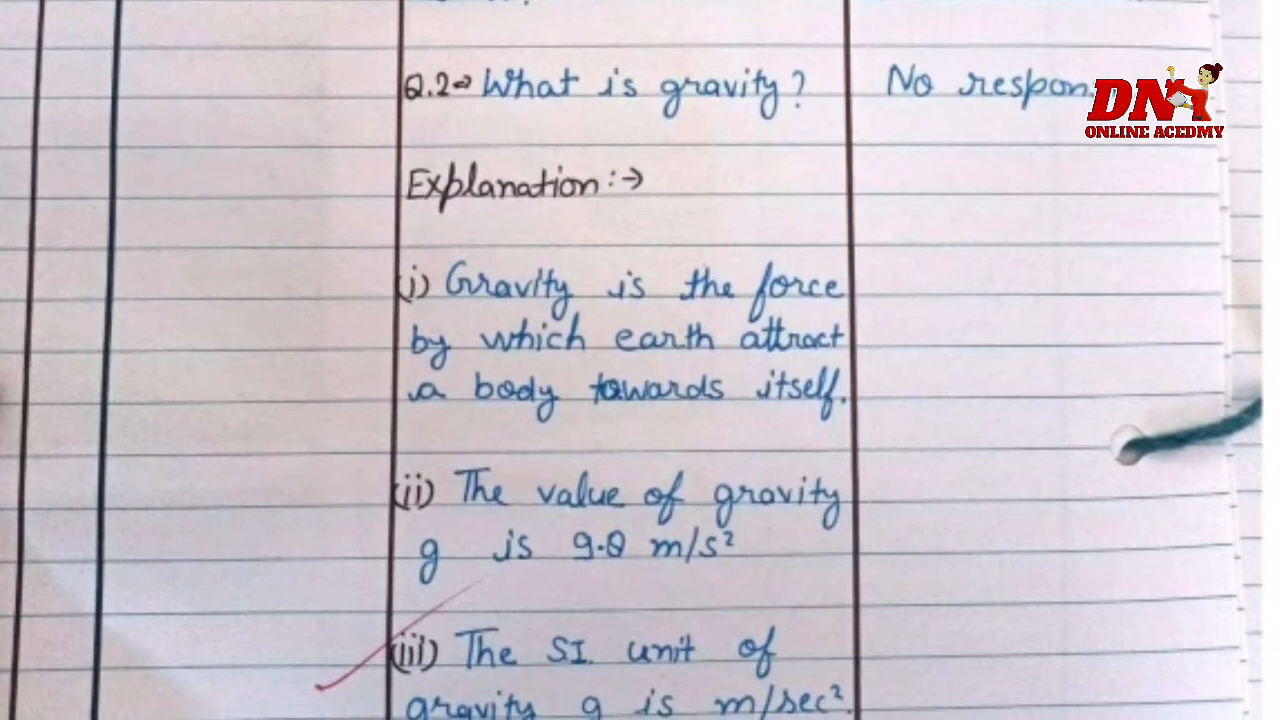 Q.2→ What is gravity?
No respon
DN
ONLINE ACEDMY
Explanation:→
(i) Gravity is the force
by which earth attract
a body towards itself.
(ii) The value of gravity
g is 9.8 m/s²
(iii) The SI. unit of
gravity g is m/sec².